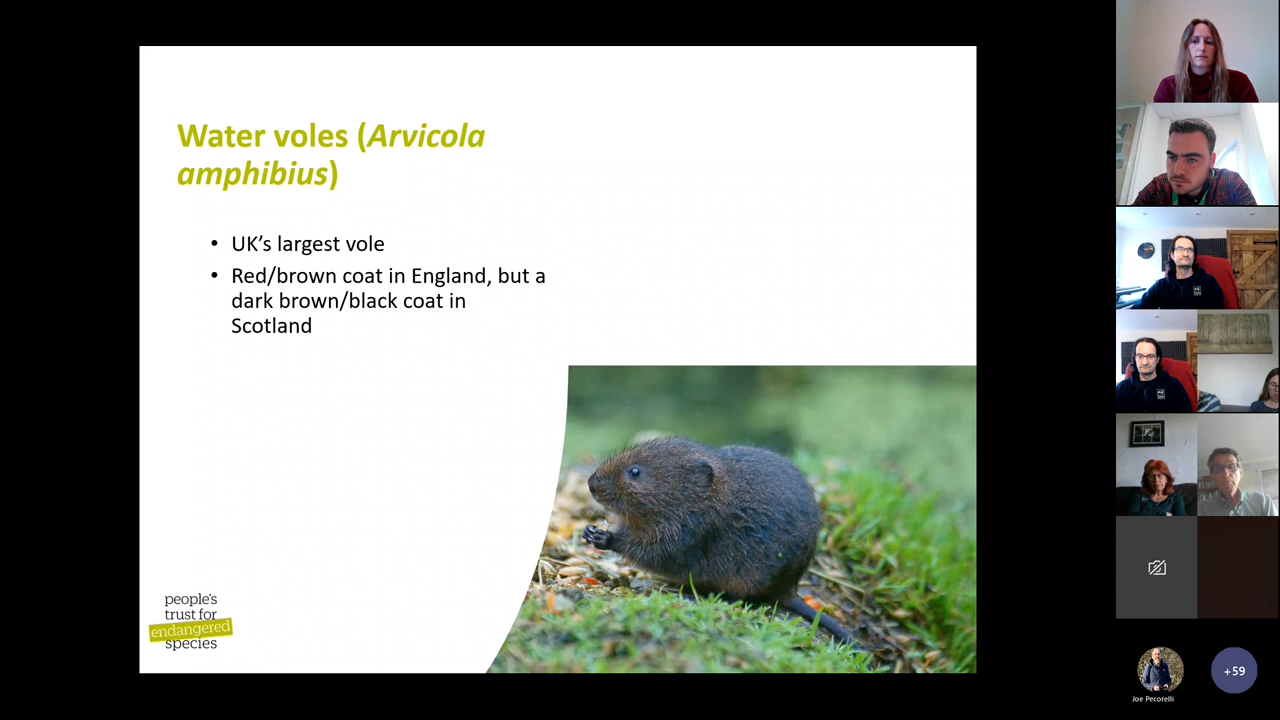 Water voles (Arvicola
amphibius)
• UK’s largest vole
• Red/brown coat in England, but a
dark brown/black coat in
Scotland
people's
trust for
endangered
species
Joe Pecorelli
+59